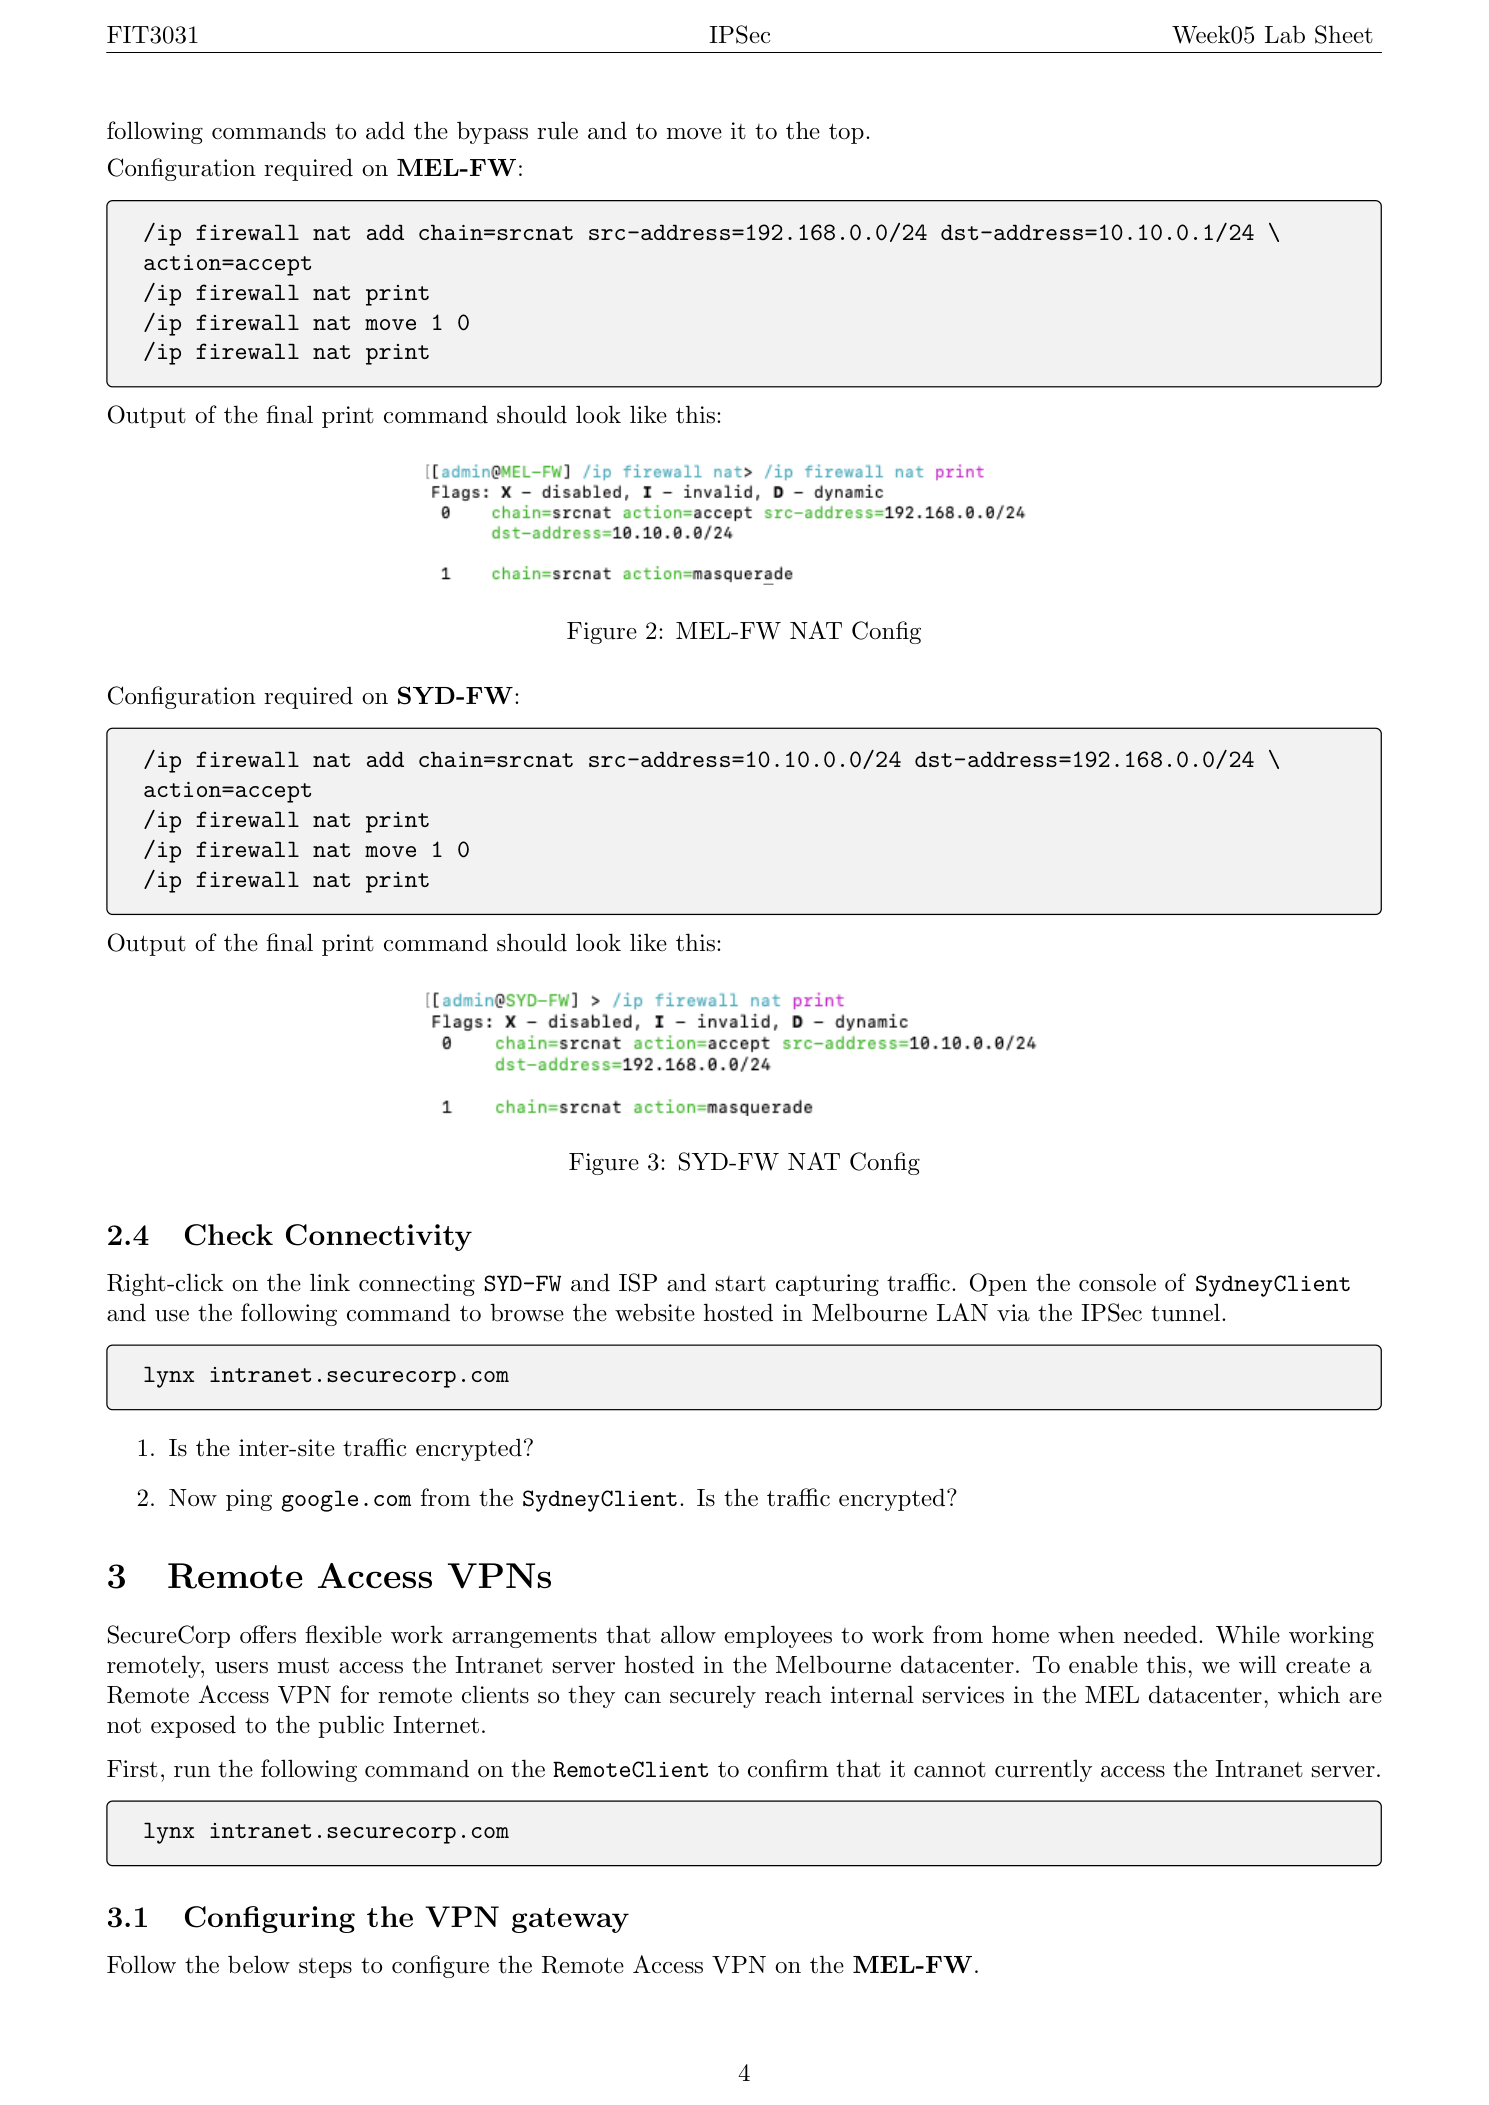 FIT3031 IPSec Week05 Lab Sheet
following commands to add the bypass rule and to move it to the top.
Configuration required on MEL-FW:
/ip firewall nat add chain=srcnat src-address=192.168.0.0/24 dst-address=10.10.0.1/24 \
action=accept
/ip firewall nat print
/ip firewall nat move 1 0
/ip firewall nat print
Output of the final print command should look like this:
[[admin@MEL-FW] /ip firewall nat> /ip firewall nat print
Flags: X - disabled, I - invalid, D - dynamic
0 chain=srcnat action=accept src-address=192.168.0.0/24
dst-address=10.10.0.0/24
1 chain=srcnat action=masquerade
Figure 2: MEL-FW NAT Config
Configuration required on SYD-FW:
/ip firewall nat add chain=srcnat src-address=10.10.0.0/24 dst-address=192.168.0.0/24 \
action=accept
/ip firewall nat print
/ip firewall nat move 1 0
/ip firewall nat print
Output of the final print command should look like this:
[[admin@SYD-FW] > /ip firewall nat print
Flags: X - disabled, I - invalid, D - dynamic
0 chain=srcnat action=accept src-address=10.10.0.0/24
dst-address=192.168.0.0/24
1 chain=srcnat action=masquerade
Figure 3: SYD-FW NAT Config
2.4 Check Connectivity
Right-click on the link connecting SYD-FW and ISP and start capturing traffic. Open the console of SydneyClient
and use the following command to browse the website hosted in Melbourne LAN via the IPSec tunnel.
lynx intranet.securecorp.com
1. Is the inter-site traffic encrypted?
2. Now ping google.com from the SydneyClient. Is the traffic encrypted?
3 Remote Access VPNs
SecureCorp offers flexible work arrangements that allow employees to work from home when needed. While working
remotely, users must access the Intranet server hosted in the Melbourne datacenter. To enable this, we will create a
Remote Access VPN for remote clients so they can securely reach internal services in the MEL datacenter, which are
not exposed to the public Internet.
First, run the following command on the RemoteClient to confirm that it cannot currently access the Intranet server.
lynx intranet.securecorp.com
3.1 Configuring the VPN gateway
Follow the below steps to configure the Remote Access VPN on the MEL-FW.
4